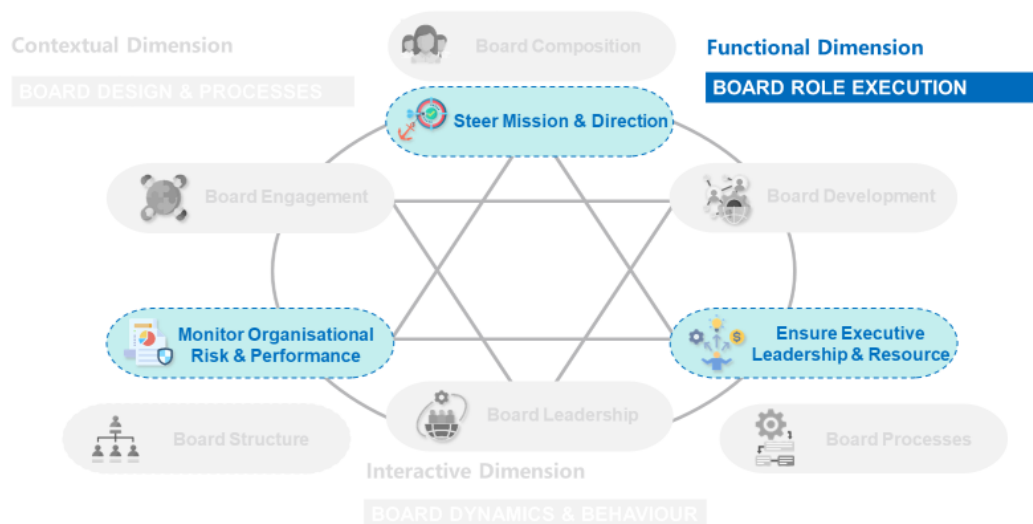 Contextual Dimension
BOARD DESIGN & PROCESSES
Board Composition
Functional Dimension
BOARD ROLE EXECUTION
Steer Mission & Direction
Board Engagement
Board Development
Monitor Organisational
Risk & Performance
Ensure Executive
Leadership & Resource
Board Structure
Board Leadership
Board Processes
Interactive Dimension
BOARD DYNAMICS & BEHAVIOUR